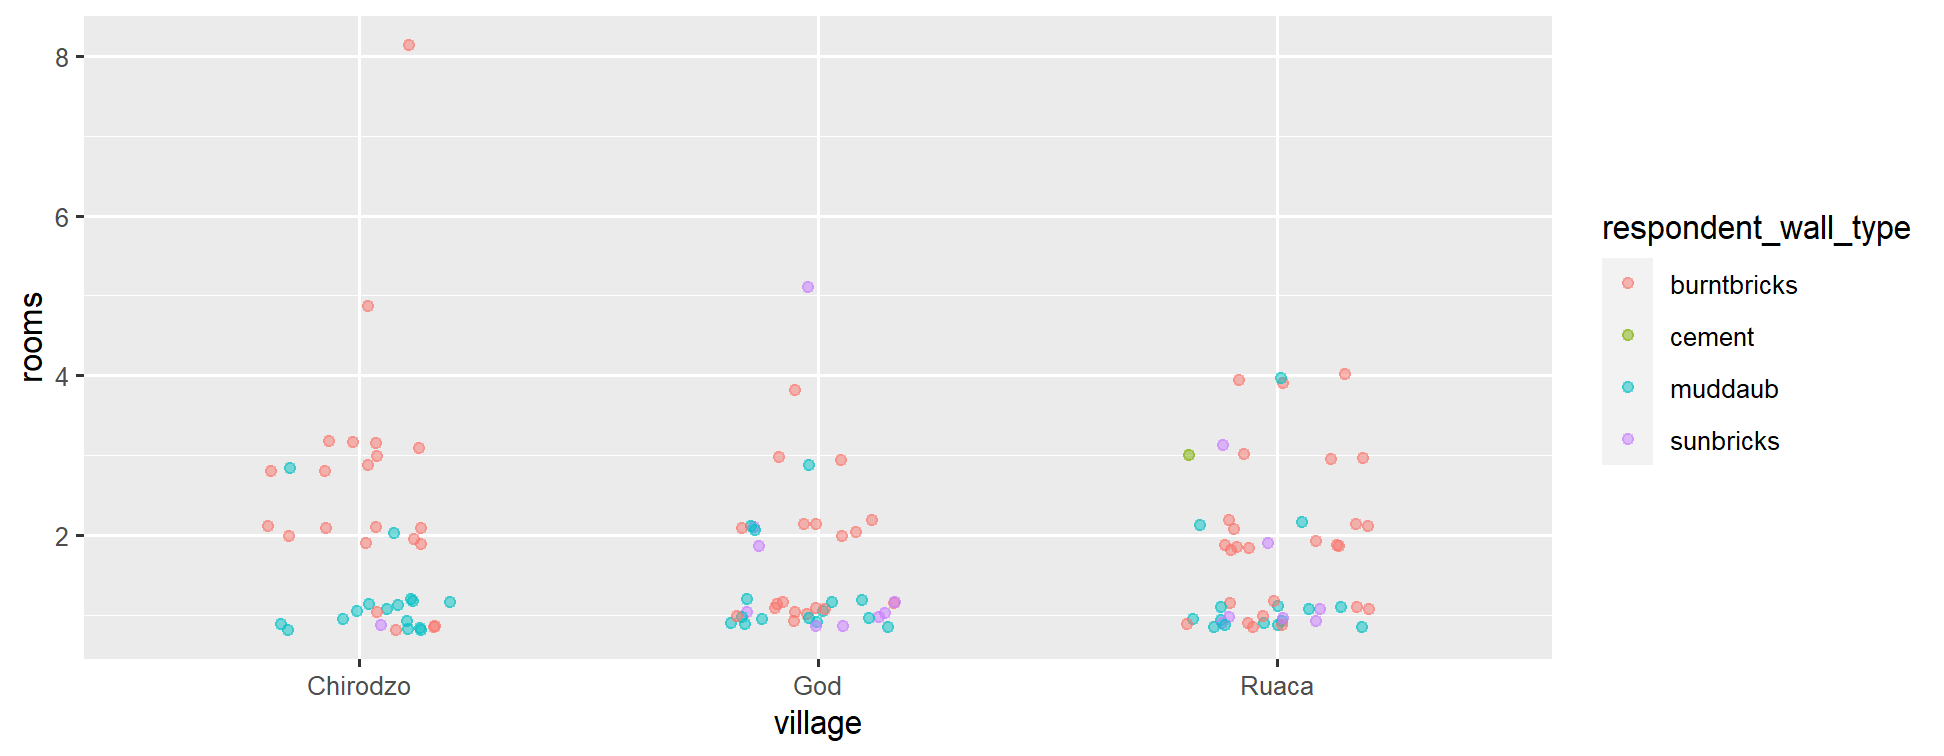 8
6
4
2
rooms
Chirodzo
God
Ruaca
village
respondent_wall_type
burntbricks
cement
muddaub
sunbricks